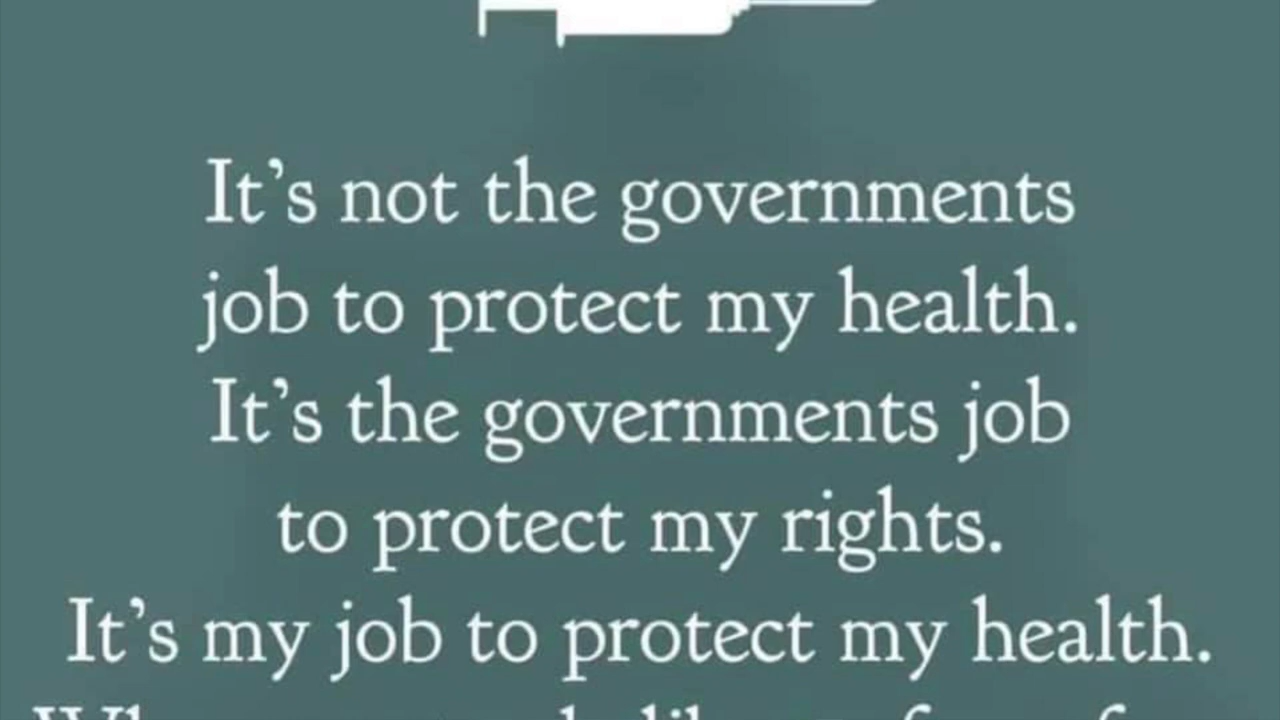 It’s not the governments
job to protect my health.
It’s the governments job
to protect my rights.
It’s my job to protect my health.